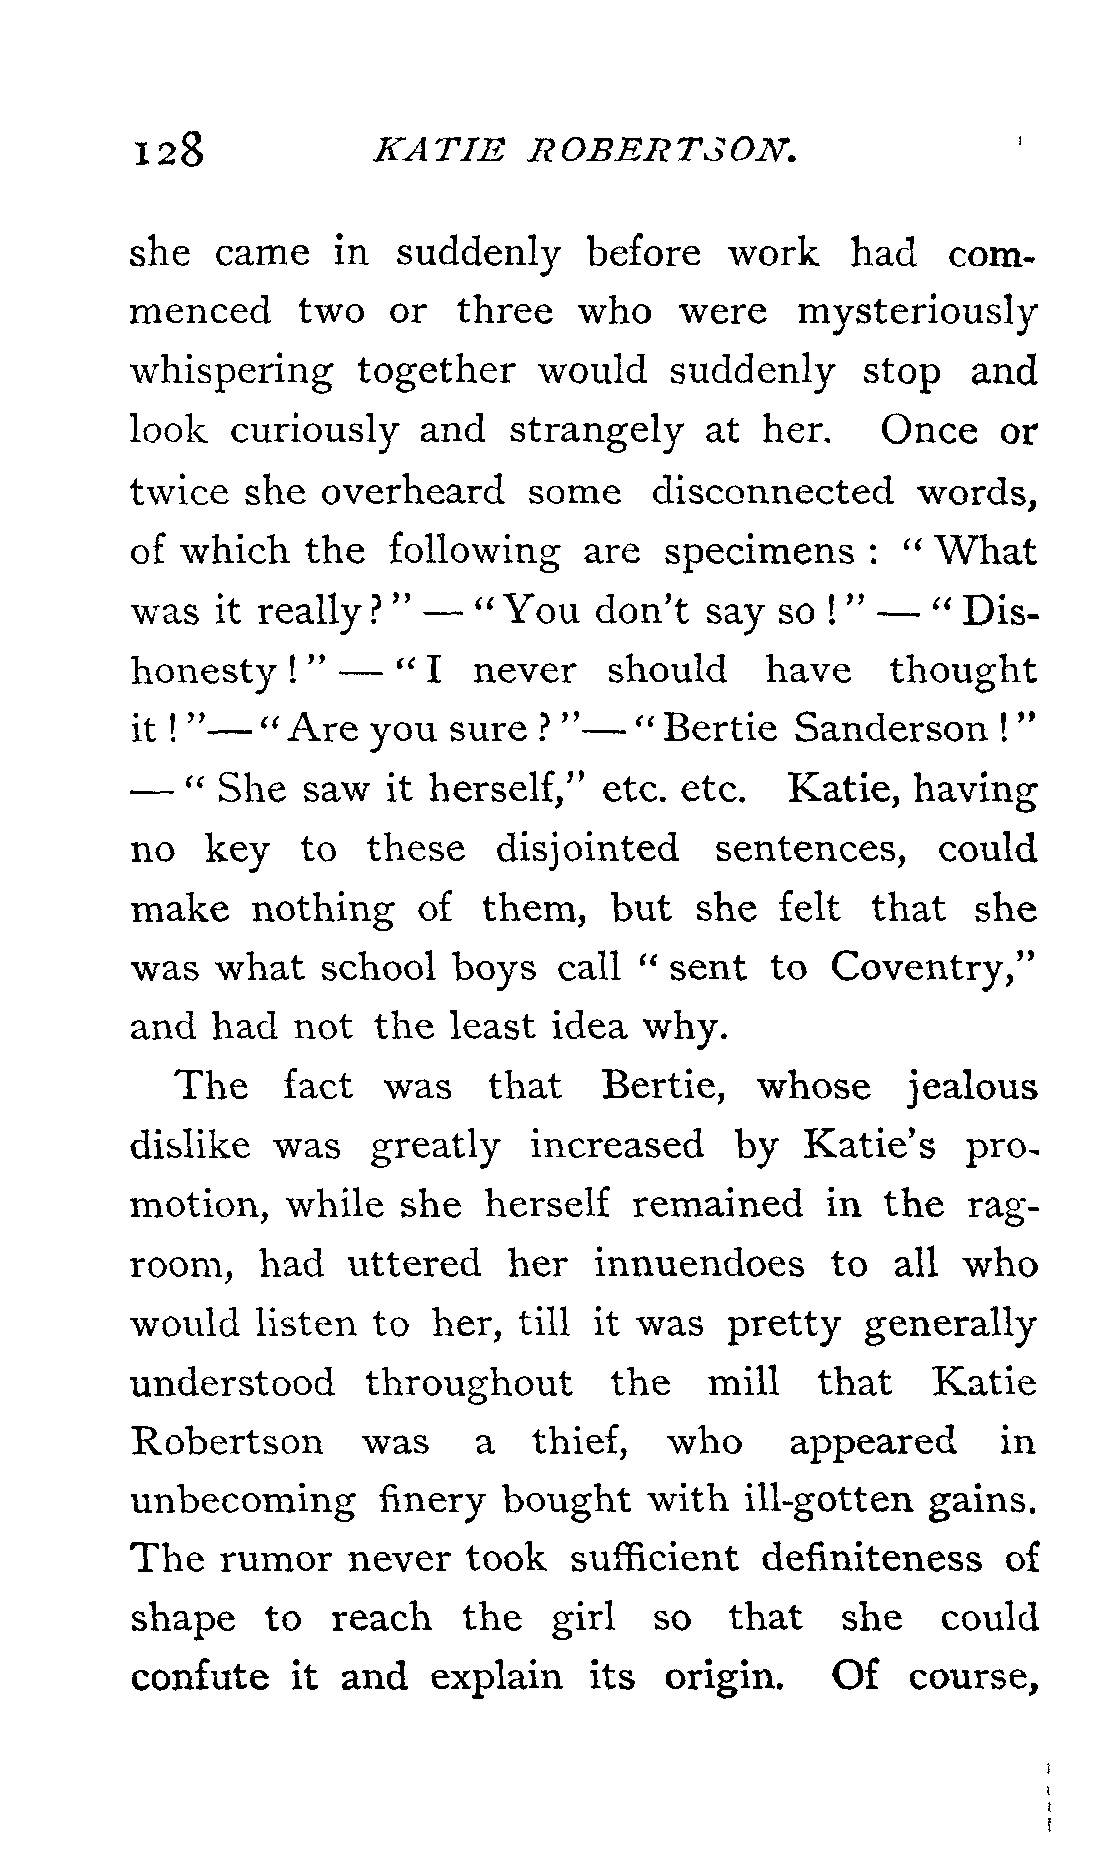 128 KATIE ROBERTSON.
she came in suddenly before work had com-
menced two or three who were mysteriously
whispering together would suddenly stop and
look curiously and strangely at her. Once or
twice she overheard some disconnected words,
of which the following are specimens : " What
was it really ? " — " You don't say so ! " — " Dis-
honesty ! " — " I never should have thought
it ! " — " Are you sure ? " — " Bertie Sanderson ! "
— " She saw it herself," etc. etc. Katie, having
no key to these disjointed sentences, could
make nothing of them, but she felt that she
was what school boys call " sent to Coventry,"
and had not the least idea why.
The fact was that Bertie, whose jealous
dislike was greatly increased by Katie's pro-
motion, while she herself remained in the rag-
room, had uttered her innuendoes to all who
would listen to her, till it was pretty generally
understood throughout the mill that Katie
Robertson was a thief, who appeared in
unbecoming finery bought with ill-gotten gains.
The rumor never took sufficient definiteness of
shape to reach the girl so that she could
confute it and explain its origin. Of course,